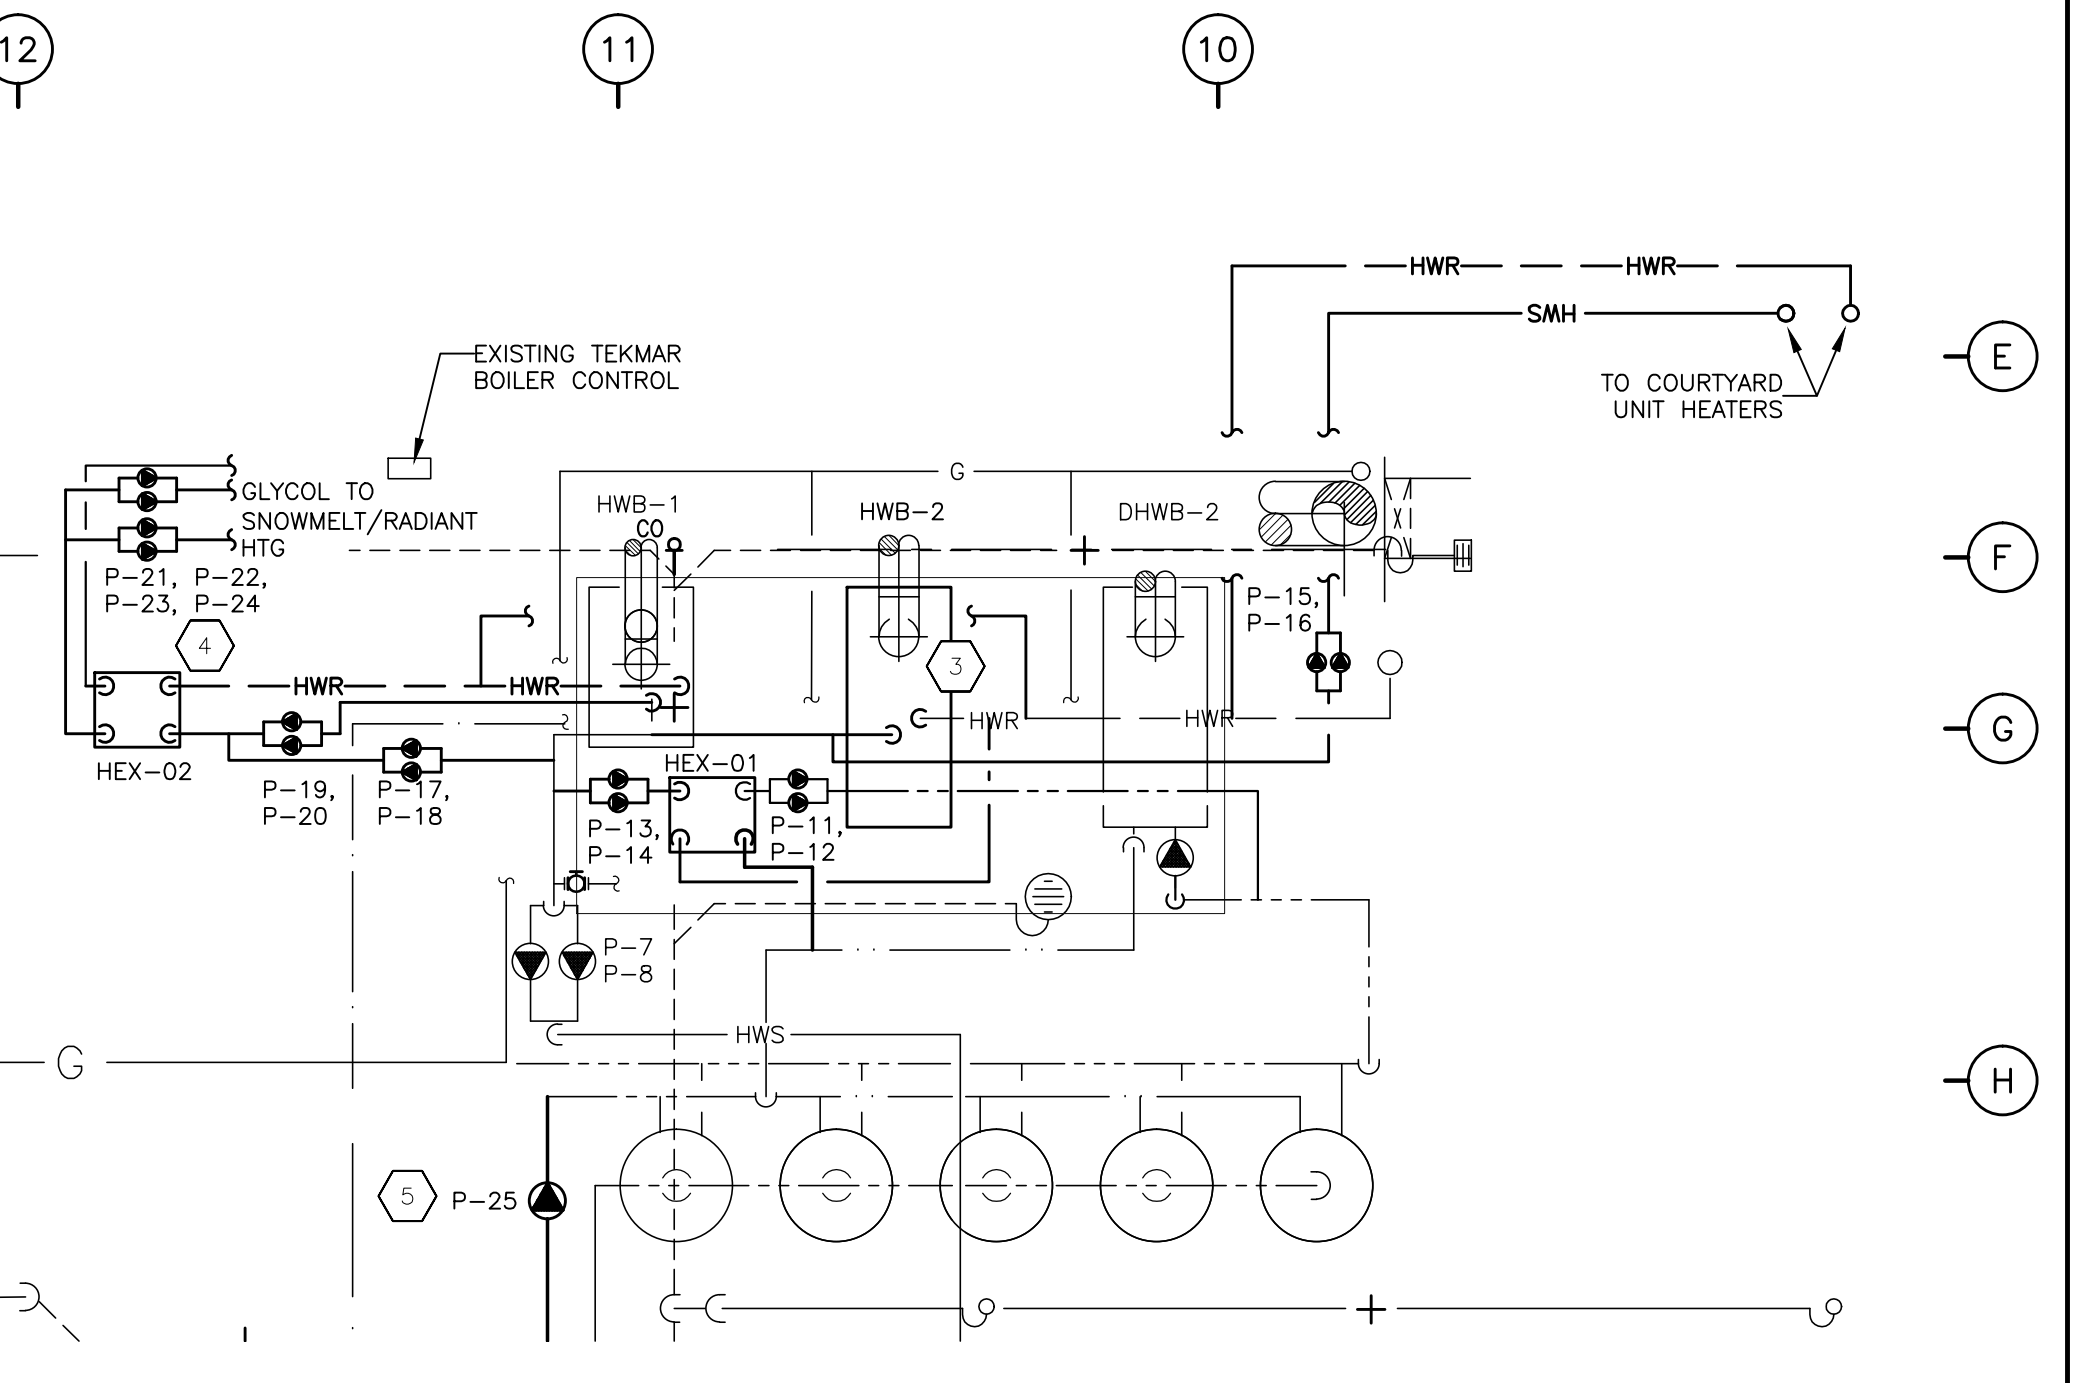 12
11
10
HWR
HWR
SMH
E
EXISTING TEKMAR
BOILER CONTROL
TO COURTYARD
UNIT HEATERS
G
GLYCOL TO
SNOWMELT/RADIANT
HTG
HWB-1
CO
HWB-2
DHWB-2
X
F
P-21, P-22,
P-23, P-24
P-15,
P-16
4
3
HWR
HWR
HWR
HWR
G
HEX-02
HEX-01
P-19,
P-20
P-17,
P-18
P-13,
P-14
P-11,
P-12
P-7
P-8
HWS
G
H
5
P-25